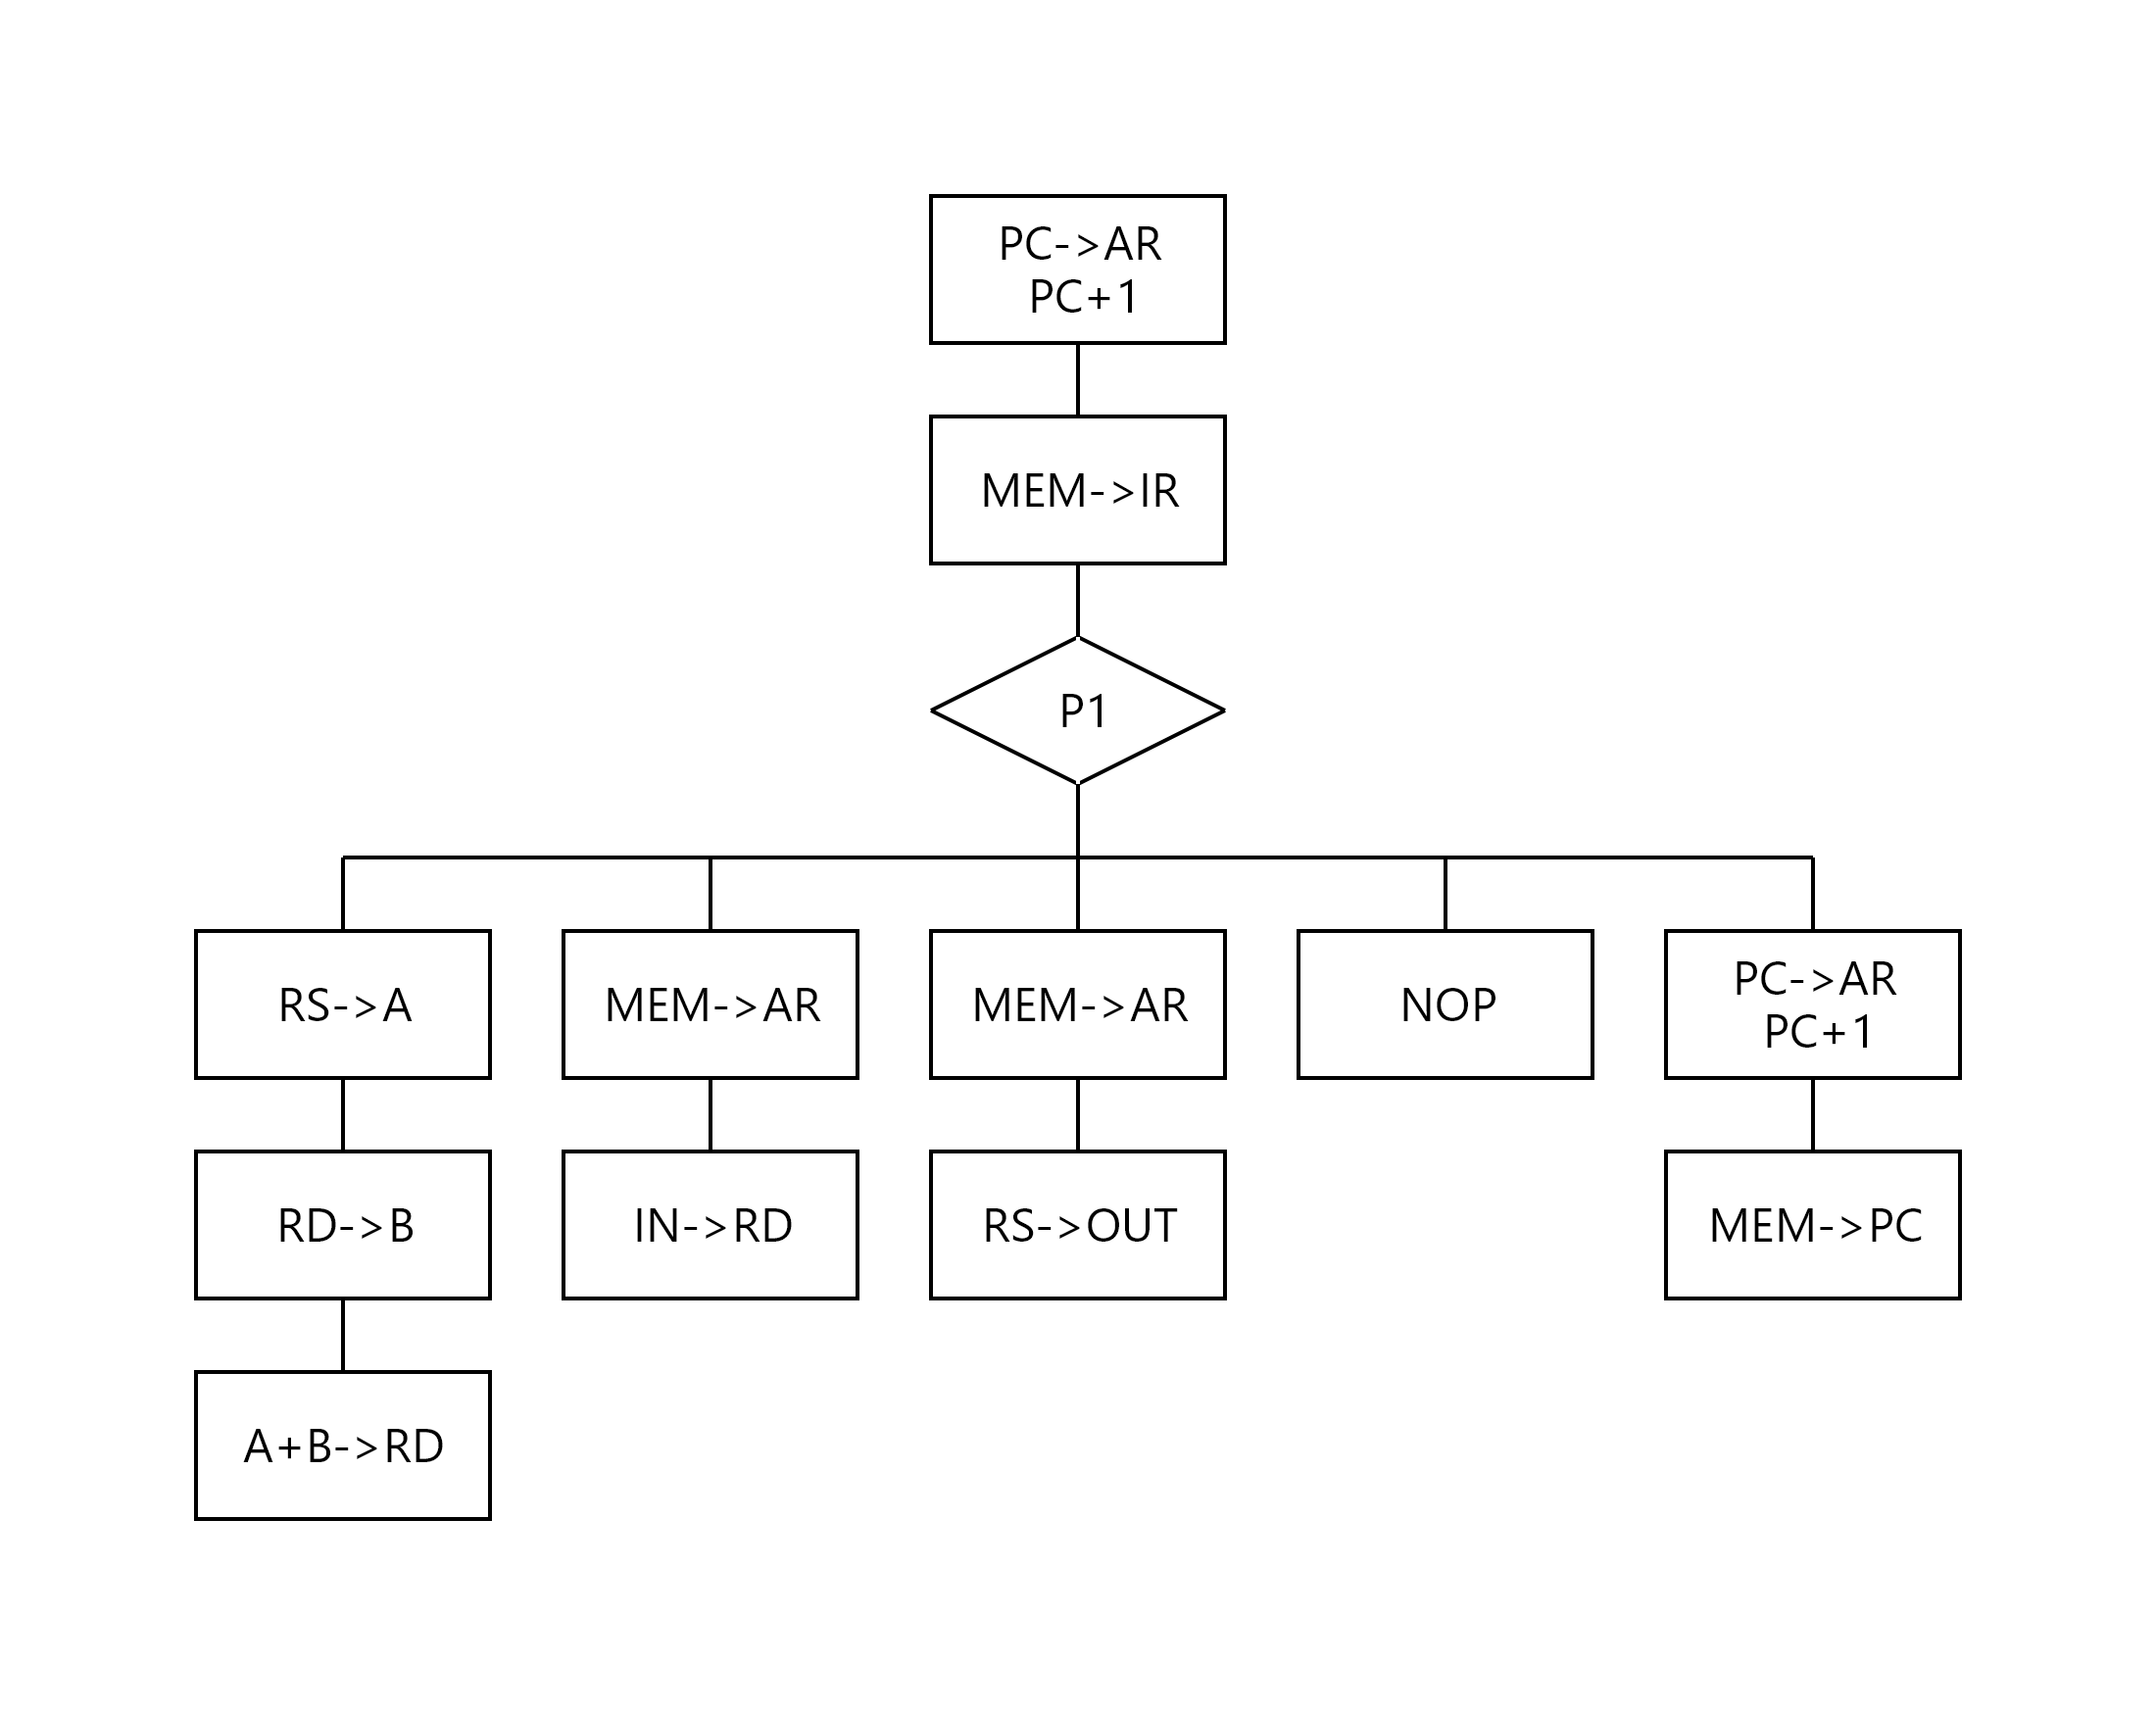 PC->AR
PC+1
MEM->IR
P1
RS->A
MEM->AR
MEM->AR
NOP
PC->AR
PC+1
RD->B
IN->RD
RS->OUT
MEM->PC
A+B->RD